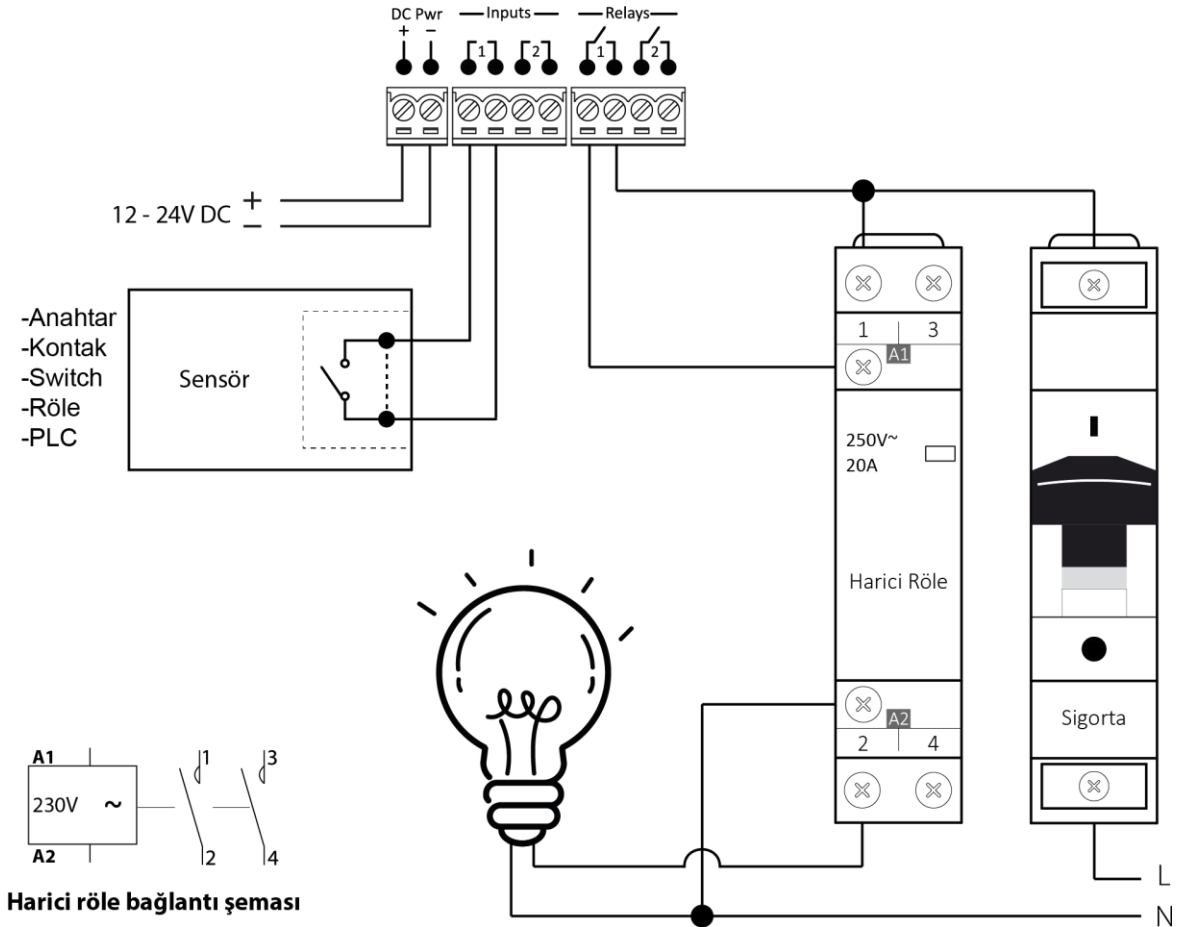 DC Pwr
+ −
Inputs
1 2
Relays
1 2
12 - 24V DC
+
−
-Anahtar
-Kontak
-Switch
-Röle
-PLC
Sensör
1 3
A1
250V~
20A
Harici Röle
A2
2 4
Sigorta
A1
230V ~
A2
1 3
2 4
Harici röle bağlantı şeması
L
N